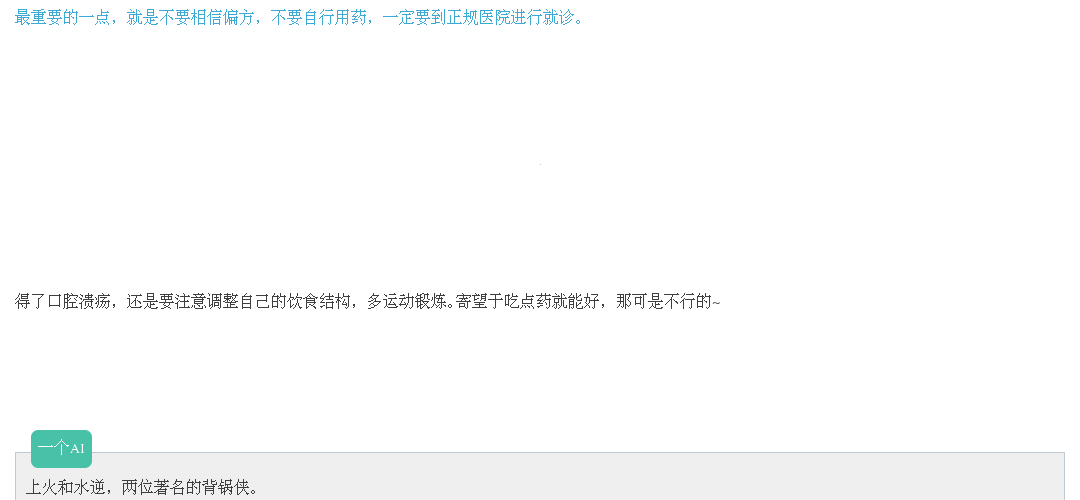 最重要的一点，就是不要相信偏方，不要自行用药，一定要到正规医院进行就诊。
得了口腔溃疡，还是要注意调整自己的饮食结构，多运动锻炼。寄望于吃点药就能好，那可是不行的~
一个AI
上火和水逆，两位著名的背锅侠。